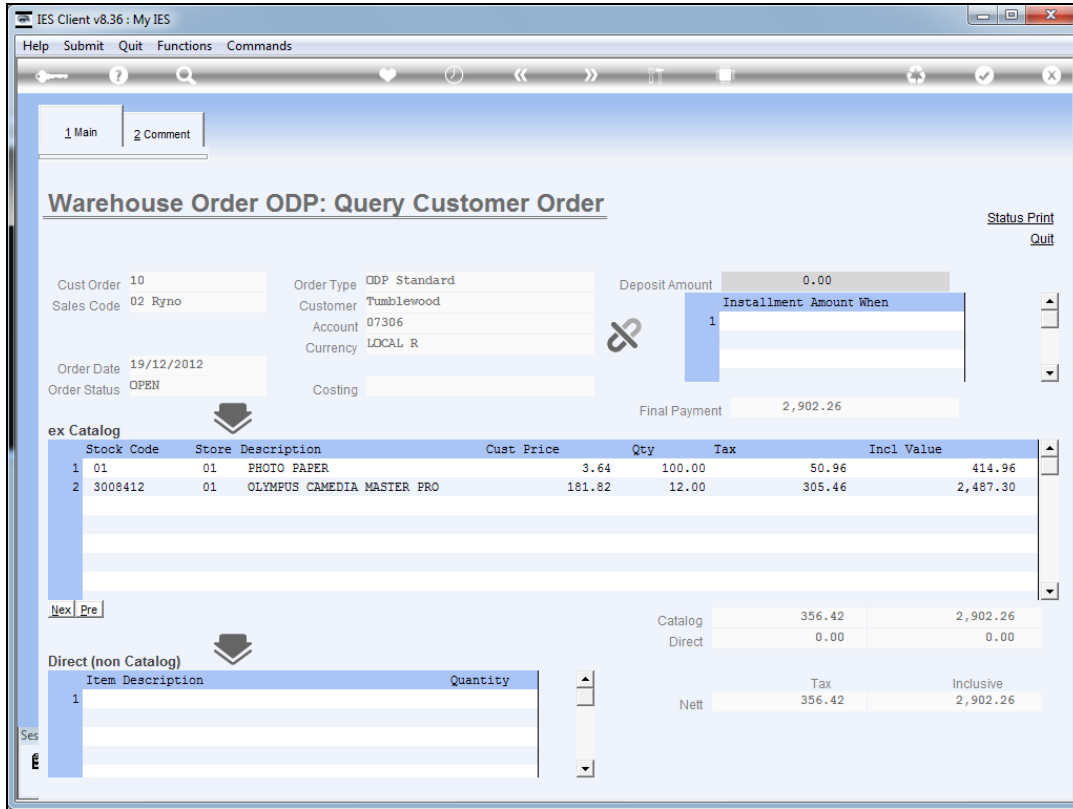 IES Client v8.36 : My IES
Help Submit Quit Functions Commands
1 Main
2 Comment
Warehouse Order ODP: Query Customer Order
Status Print
Quit
Cust Order 10
Sales Code 02 Ryno
Order Date 19/12/2012
Order Status OPEN
Order Type ODP Standard
Customer Tumblewood
Account 07306
Currency LOCAL R
Costing
Deposit Amount 0.00
Installment Amount When
1
Final Payment 2,902.26
ex Catalog
Stock Code Store Description Cust Price Qty Tax Incl Value
1 01 01 PHOTO PAPER 3.64 100.00 50.96 414.96
2 3008412 01 OLYMPUS CAMEDIA MASTER PRO 181.82 12.00 305.46 2,487.30
Nex Pre
Catalog 356.42 2,902.26
Direct 0.00 0.00
Direct (non Catalog)
Item Description Quantity
1
Tax Inclusive
Nett 356.42 2,902.26
Ses